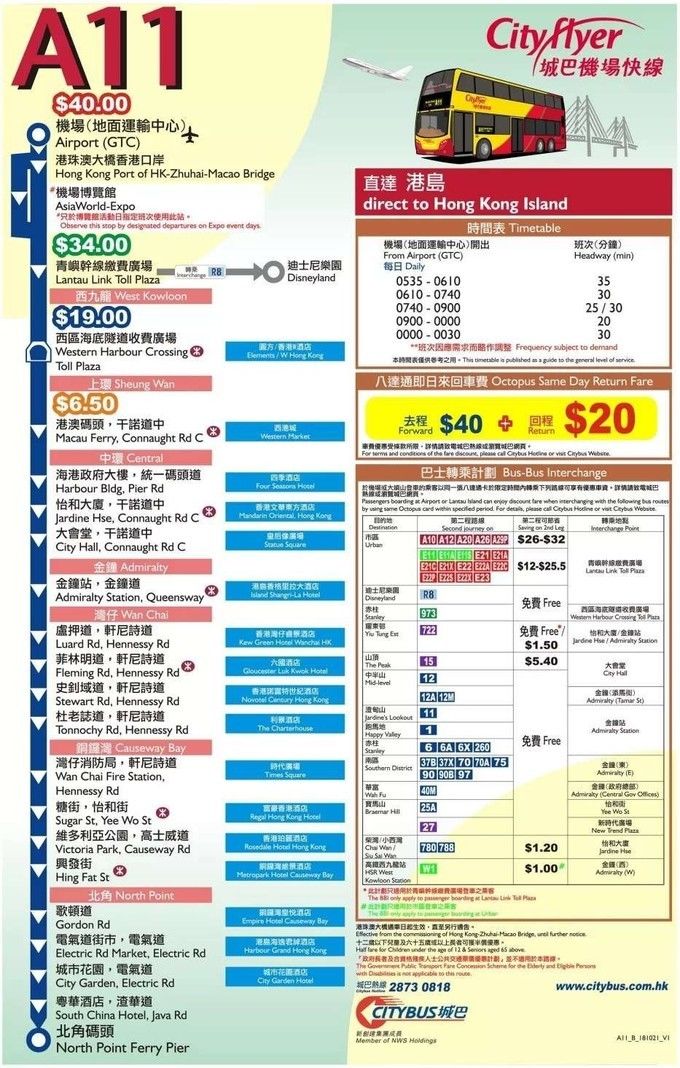 A11
$40.00
機場(地面運輸中心)
Airport (GTC)
港珠澳大橋香港口岸
Hong Kong Port of HK-Zhuhai-Macao Bridge
#機場博覽館
AsiaWorld-Expo
#只於博覽館活動日指定班次使用此站。
Observe this stop by designated departures on Expo event days.
$34.00
青嶼幹線繳費廣場
Lantau Link Toll Plaza
轉乘
Interchange
R8
迪士尼樂園
Disneyland
西九龍 West Kowloon
$19.00
西區海底隧道收費廣場
Western Harbour Crossing
Toll Plaza
圓方/香港W酒店
Elements / W Hong Kong
上環 Sheung Wan
$6.50
港澳碼頭，干諾道中
Macau Ferry, Connaught Rd C
西港城
Western Market
中環 Central
海港政府大樓，統一碼頭道
Harbour Bldg, Pier Rd
四季酒店
Four Seasons Hotel
怡和大廈，干諾道中
Jardine Hse, Connaught Rd C
香港文華東方酒店
Mandarin Oriental, Hong Kong
大會堂，干諾道中
City Hall, Connaught Rd C
皇后像廣場
Statue Square
金鐘 Admiralty
金鐘站，金鐘道
Admiralty Station, Queensway
港島香格里拉大酒店
Island Shangri-La Hotel
灣仔 Wan Chai
盧押道，軒尼詩道
Luard Rd, Hennessy Rd
香港灣仔睿景酒店
Kew Green Hotel Wanchai HK
菲林明道，軒尼詩道
Fleming Rd, Hennessy Rd
六國酒店
Gloucester Luk Kwok Hotel
史釗域道，軒尼詩道
Stewart Rd, Hennessy Rd
香港諾富特世紀酒店
Novotel Century Hong Kong
杜老誌道，軒尼詩道
Tonnochy Rd, Hennessy Rd
利景酒店
The Charterhouse
銅鑼灣 Causeway Bay
灣仔消防局，軒尼詩道
Wan Chai Fire Station,
Hennessy Rd
時代廣場
Times Square
糖街，怡和街
Sugar St, Yee Wo St
富豪香港酒店
Regal Hong Kong Hotel
維多利亞公園，高士威道
Victoria Park, Causeway Rd
香港珀麗酒店
Rosedale Hotel Hong Kong
興發街
Hing Fat St
銅鑼灣維景酒店
Metropark Hotel Causeway Bay
北角 North Point
歌頓道
Gordon Rd
銅鑼灣皇悅酒店
Empire Hotel Causeway Bay
電氣道街市，電氣道
Electric Rd Market, Electric Rd
港島海逸君綽酒店
Harbour Grand Hong Kong
城市花園，電氣道
City Garden, Electric Rd
城市花園酒店
City Garden Hotel
粵華酒店，渣華道
South China Hotel, Java Rd
北角碼頭
North Point Ferry Pier
Cityflyer
城巴機場快線
直達 港島
direct to Hong Kong Island
時間表 Timetable
機場(地面運輸中心)開出 班次(分鐘)
From Airport (GTC) Headway (min)
每日 Daily
0535 - 0610 35
0610 - 0740 30
0740 - 0900 25 / 30
0900 - 0000 20
0000 - 0030 30
**班次因應需求而略作調整 Frequency subject to demand
本時間表僅供參考之用。This timetable is published as a guide to the general level of service.
八達通即日來回車費 Octopus Same Day Return Fare
去程
Forward
$40
+
回程
Return
$20
車費優惠受條款所限，詳情請致電城巴熱線或瀏覽城巴網頁。
For terms and conditions of the fare discount, please call Citybus Hotline or visit Citybus Website.
巴士轉乘計劃 Bus-Bus Interchange
於機場或大嶼山登車的乘客以同一張八達通卡於限定時間內轉乘下列路線可享有優惠車資。詳情請致電城巴
熱線或瀏覽城巴網頁。
Passengers boarding at Airport or Lantau Island can enjoy discount fare when interchanging with the following bus routes
by using same Octopus card within specified period. For details, please call Citybus Hotline or visit Citybus Website.
目的地 第二程路線 第二程可節省 轉乘地點
Destination Second journey on Saving on 2nd Leg Interchange Point
市區
Urban
A10 A12 A20 A26 A29P
$26-$32
E11 E11A E11S E21 E21A
E21C E21X E22 E22A E22C
E22P E22S E22X E23
$12-$25.5
青嶼幹線繳費廣場
Lantau Link Toll Plaza
迪士尼樂園
Disneyland
R8
免費 Free
赤柱
Stanley
973
西區海底隧道收費廣場
Western Harbour Crossing Toll Plaza
耀東邨
Yiu Tung Est
722
免費 Free*/
$1.50
怡和大廈/金鐘站
Jardine Hse / Admiralty Station
山頂
The Peak
15
$5.40
大會堂
City Hall
中半山
Mid-level
12
12A 12M
金鐘(添馬街)
Admiralty (Tamar St)
渣甸山
Jardine's Lookout
11
跑馬地
Happy Valley
1
赤柱
Stanley
6 6A 6X 260
免費 Free
金鐘站
Admiralty Station
南區
Southern District
37B 37X 70 70A 75
90 90B 97
金鐘(東)
Admiralty (E)
華富
Wah Fu
40M
金鐘(政府總部)
Admiralty (Central Gov Offices)
寶馬山
Braemar Hill
25A
怡和街
Yee Wo St
27
新時代廣場
New Trend Plaza
柴灣/小西灣
Chai Wan /
Siu Sai Wan
780 788
$1.20
怡和大廈
Jardine Hse
高鐵西九龍站
HSR West
Kowloon Station
W1
$1.00#
金鐘(西)
Admiralty (W)
*此計劃只適用於青嶼幹線繳費廣場登車之乘客
The BBI only apply to passenger boarding at Lantau Link Toll Plaza
#此計劃只適用於市區登車之乘客
The BBI only apply to passenger boarding at Urban
港珠澳大橋通車日起生效，直至另行通告。
Effective from the commissioning of Hong Kong-Zhuhai-Macao Bridge, until further notice.
十二歲以下兒童及六十五歲或以上長者可獲半價優惠。
Half fare for Children under the age of 12 & Seniors aged 65 above.
「政府長者及合資格殘疾人士公共交通票價優惠計劃」並不適用於本路線。
The Government Public Transport Fare Concession Scheme for the Elderly and Eligible Persons
with Disabilities is not applicable to this route.
城巴熱線
Citybus Hotline
2873 0818
www.citybus.com.hk
CITYBUS 城巴
新創建集團成員
Member of NWS Holdings
A11_B_181021_V1